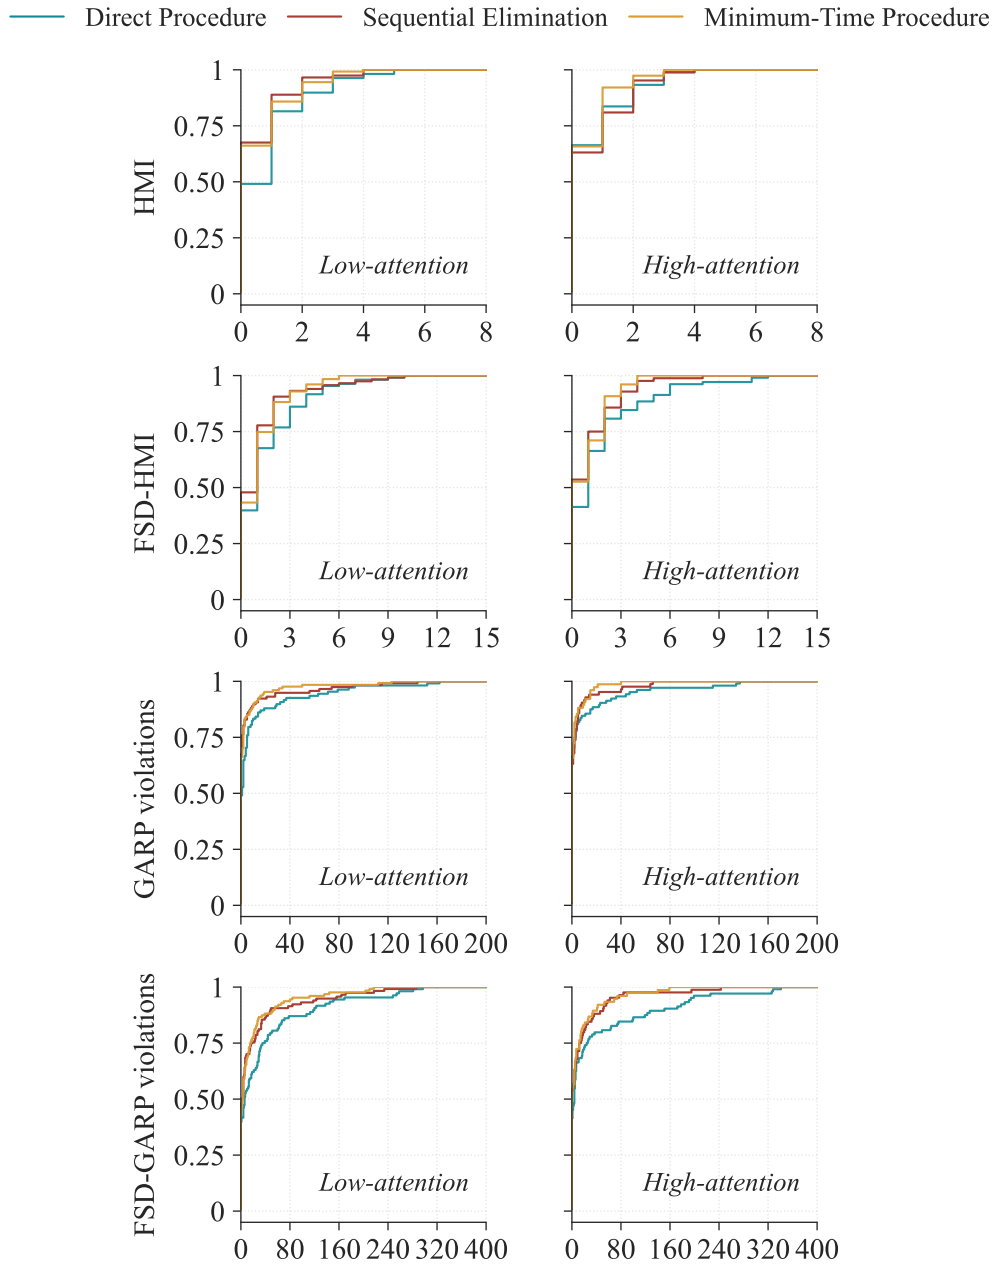 Direct Procedure Sequential Elimination Minimum-Time Procedure
HMI
1
0.75
0.50
0.25
0
Low-attention
0 2 4 6 8
High-attention
0 2 4 6 8
FSD-HMI
1
0.75
0.50
0.25
0
Low-attention
0 3 6 9 12 15
High-attention
0 3 6 9 12 15
GARP violations
1
0.75
0.50
0.25
0
Low-attention
0 40 80 120 160 200
High-attention
0 40 80 120 160 200
FSD-GARP violations
1
0.75
0.50
0.25
0
Low-attention
0 80 160 240 320 400
High-attention
0 80 160 240 320 400